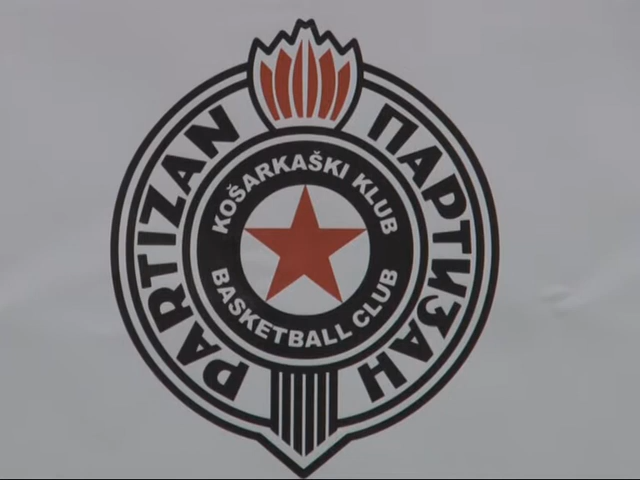 PARTIZAN
ПАРТИЗАН
KOŠARKAŠKI KLUB
BASKETBALL CLUB